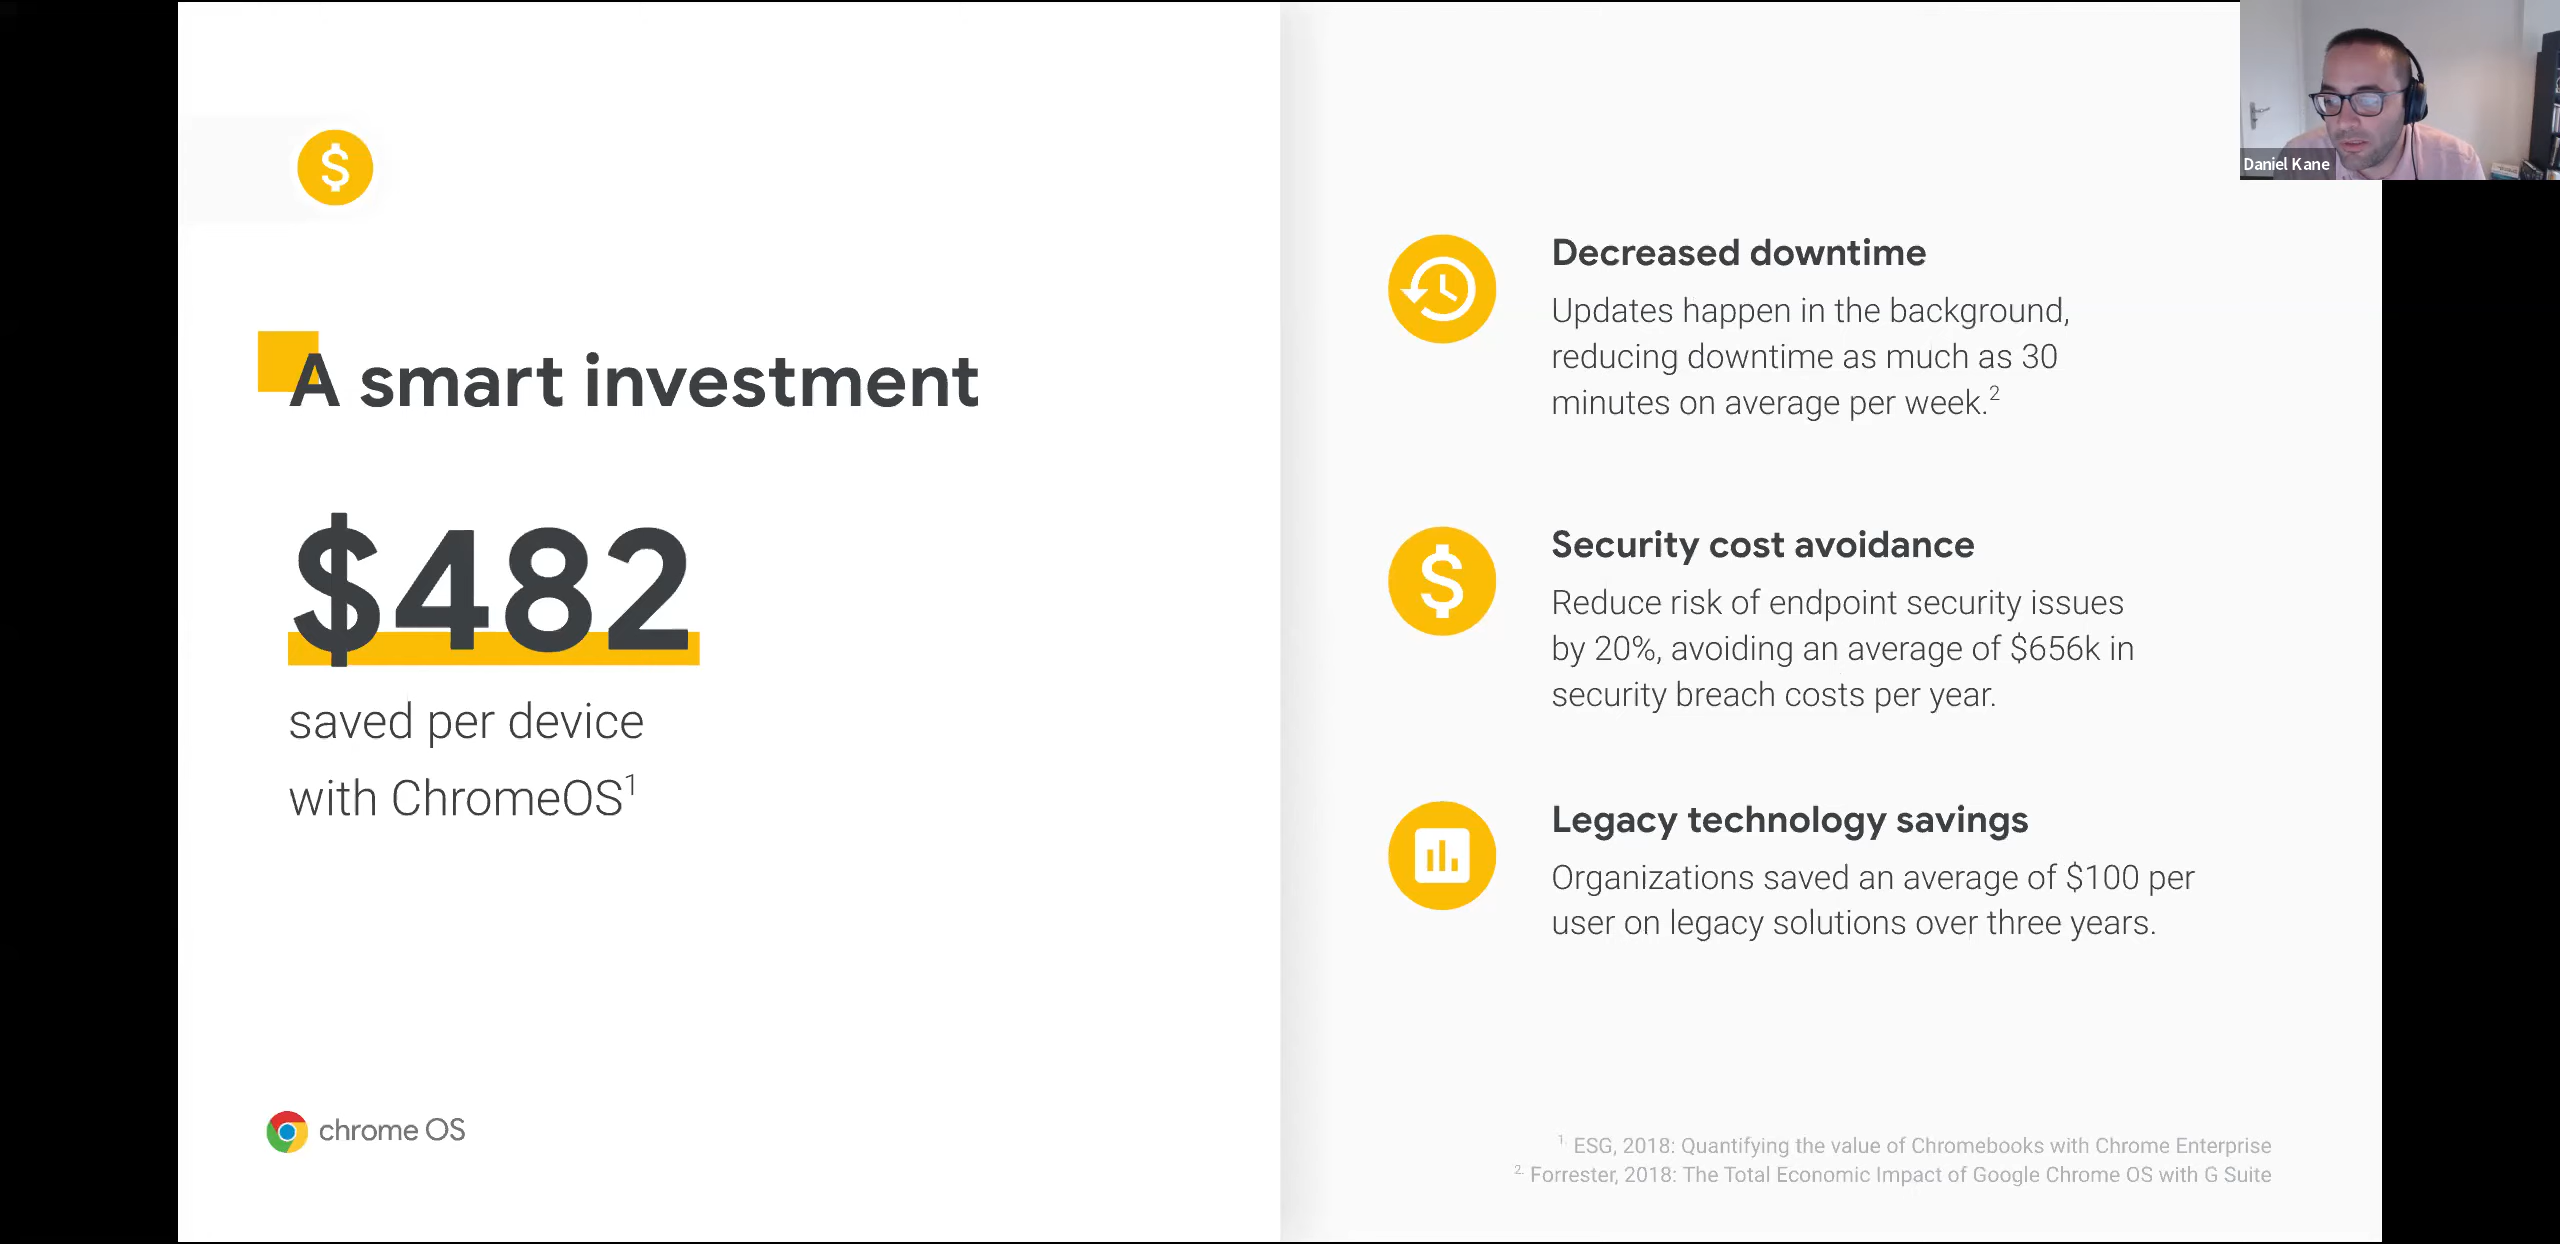 A smart investment
$482
saved per device
with ChromeOS1
chrome OS
Decreased downtime
Updates happen in the background,
reducing downtime as much as 30
minutes on average per week.2
Security cost avoidance
Reduce risk of endpoint security issues
by 20%, avoiding an average of $656k in
security breach costs per year.
Legacy technology savings
Organizations saved an average of $100 per
user on legacy solutions over three years.
1. ESG, 2018: Quantifying the value of Chromebooks with Chrome Enterprise
2. Forrester, 2018: The Total Economic Impact of Google Chrome OS with G Suite
Daniel Kane